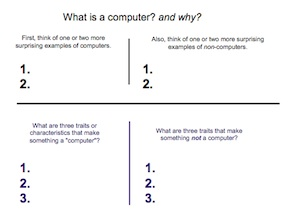 What is a computer? and why?
First, think of one or two more
surprising examples of computers.
1.
2.
Also, think of one or two more surprising
examples of non-computers.
1.
2.
What are three traits or
characteristics that make
something a "computer"?
1.
2.
3.
What are three traits that make
something not a computer?
1.
2.
3.